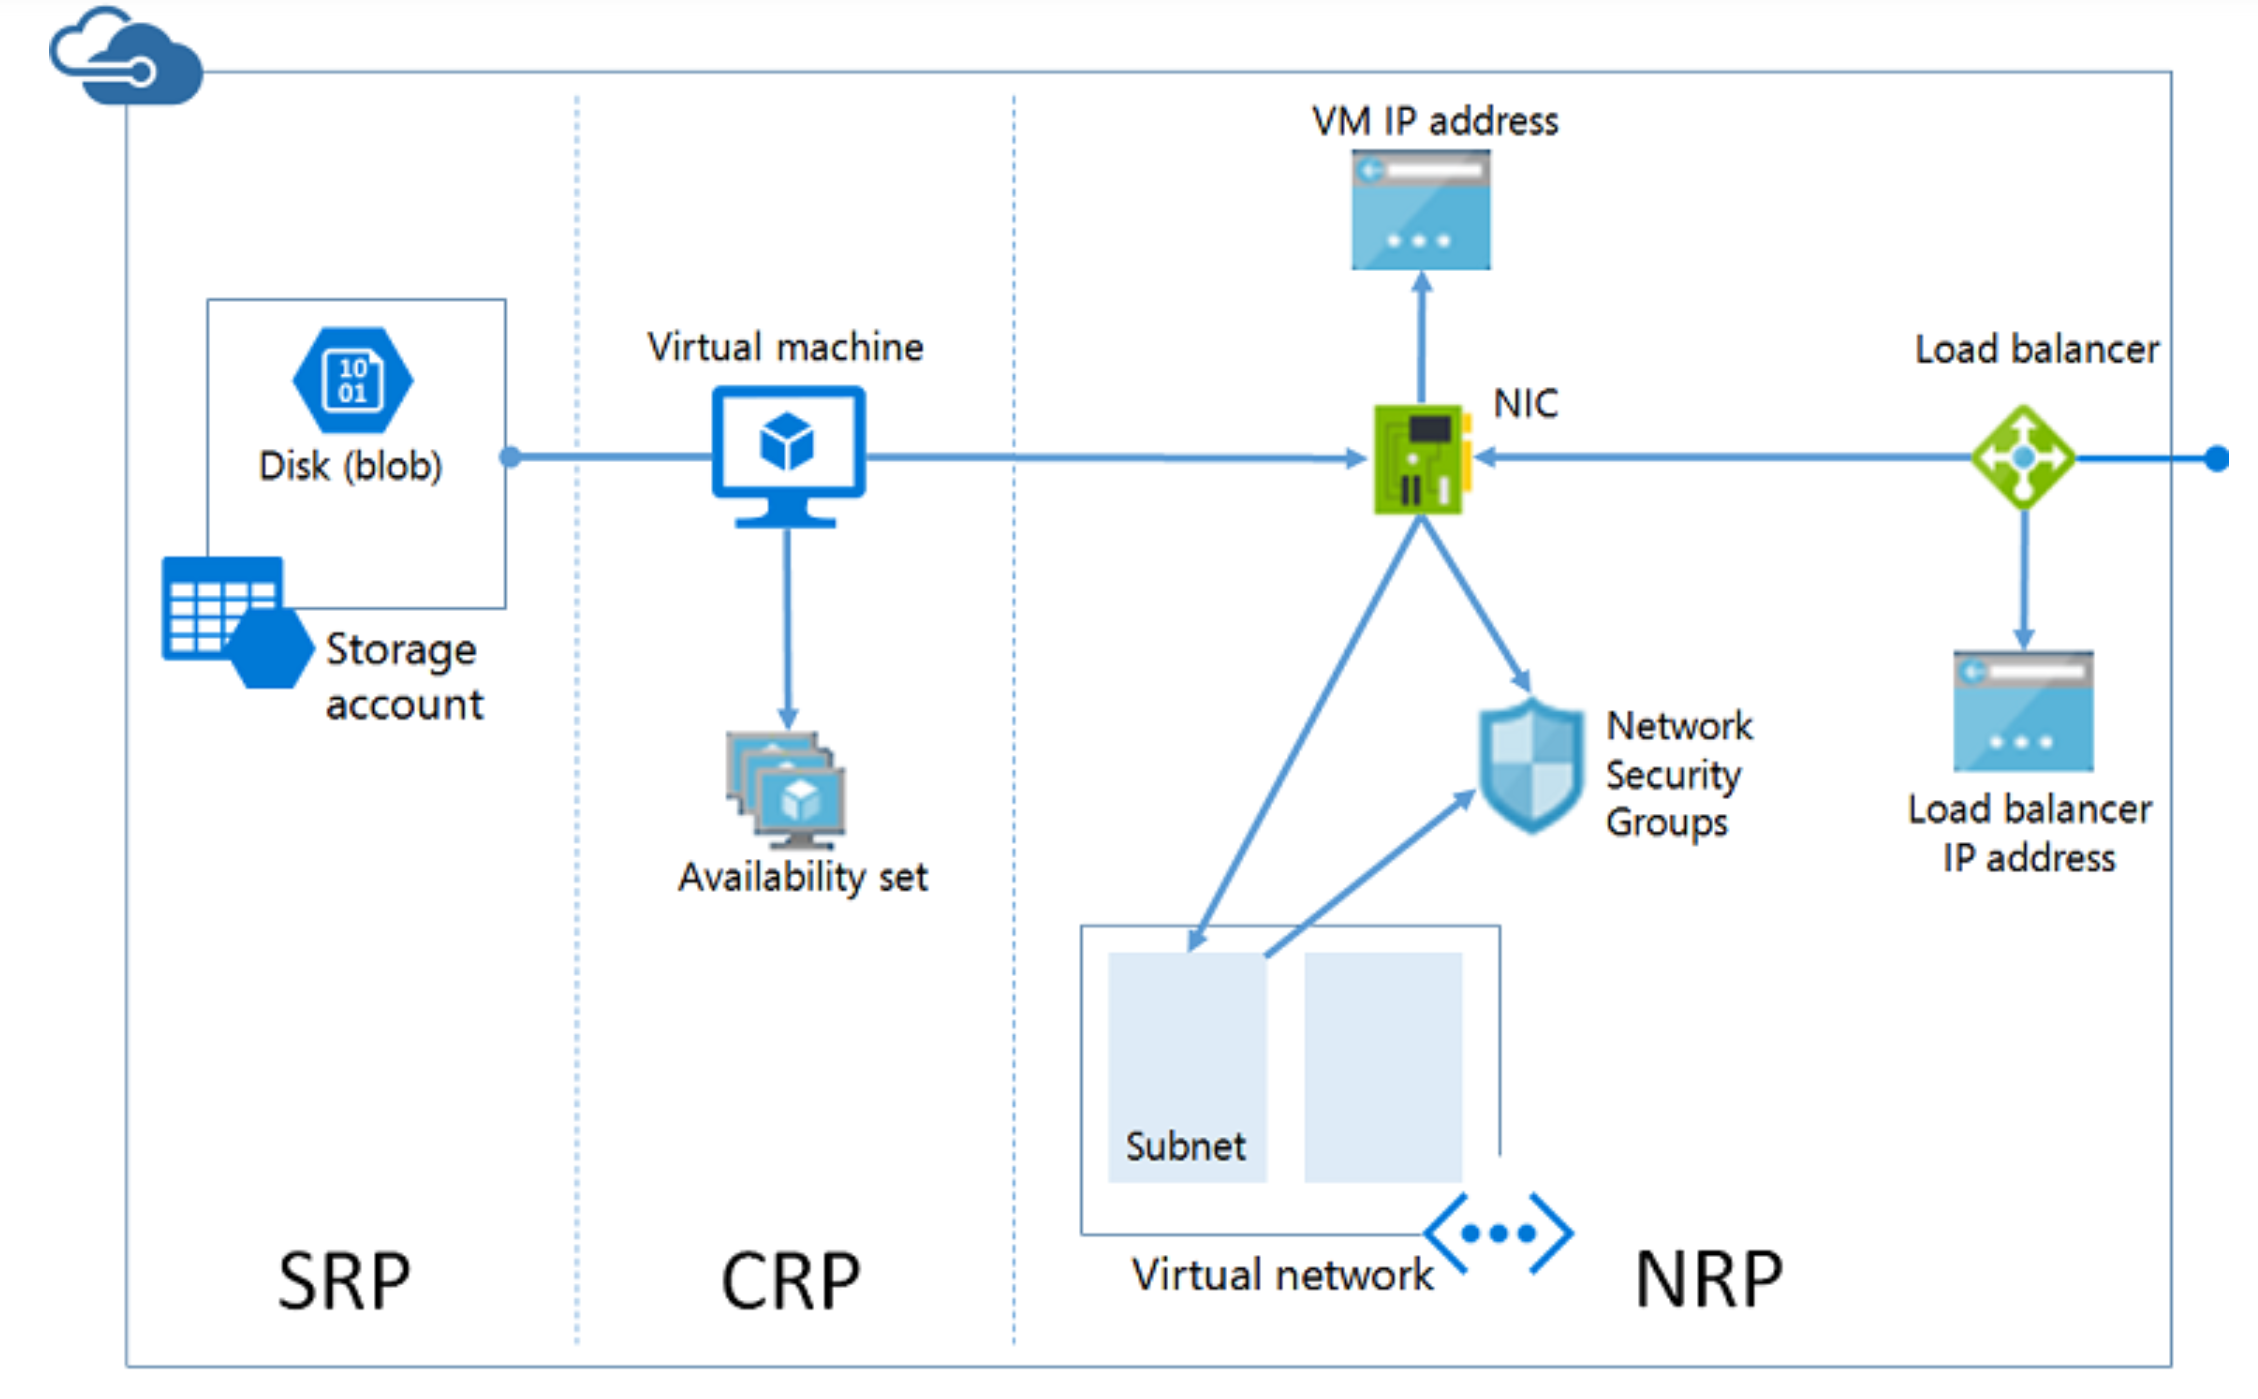 VM IP address
Virtual machine
Load balancer
NIC
10
01
Disk (blob)
Storage
account
Network
Security
Groups
Load balancer
IP address
Availability set
Subnet
Virtual network
SRP
CRP
NRP